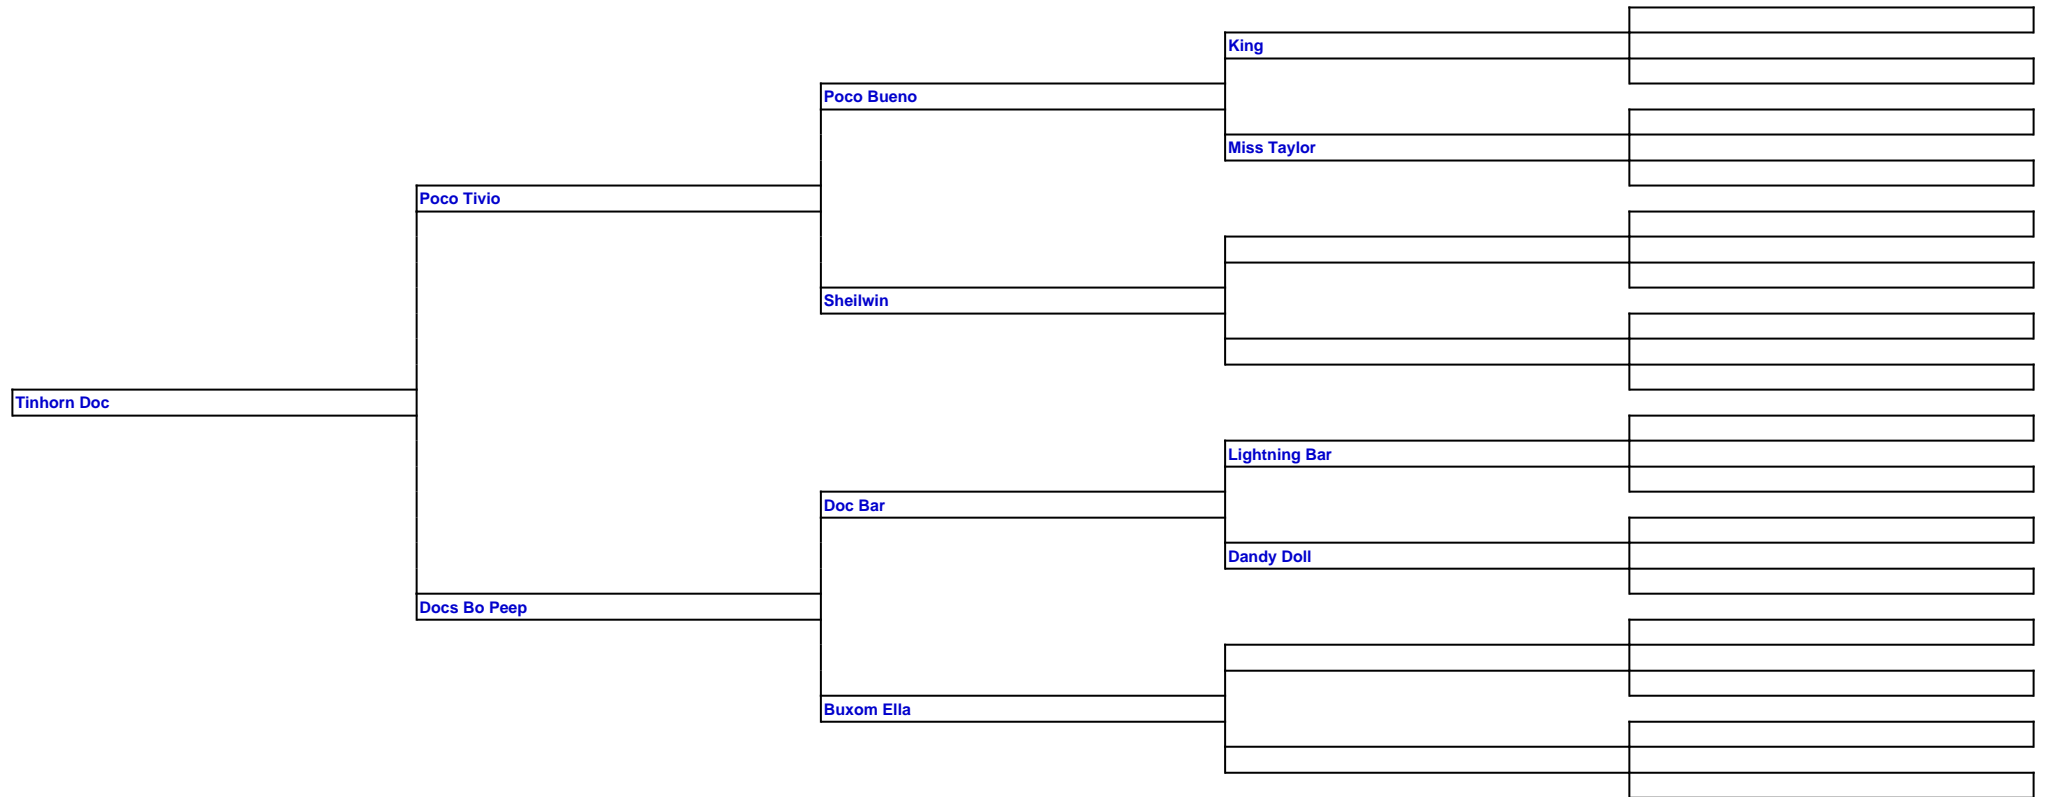 King
Poco Bueno
Miss Taylor
Poco Tivio
Sheilwin
Tinhorn Doc
Lightning Bar
Doc Bar
Dandy Doll
Docs Bo Peep
Buxom Ella